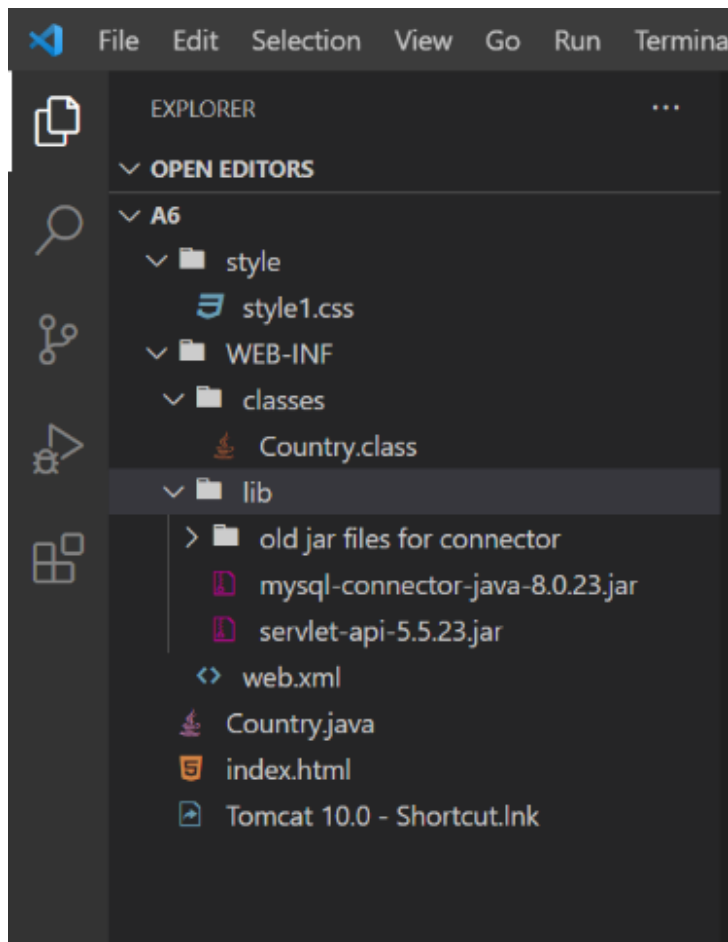 File Edit Selection View Go Run Termina
EXPLORER
OPEN EDITORS
A6
style
style1.css
WEB-INF
classes
Country.class
lib
old jar files for connector
mysql-connector-java-8.0.23.jar
servlet-api-5.5.23.jar
web.xml
Country.java
index.html
Tomcat 10.0 - Shortcut.lnk